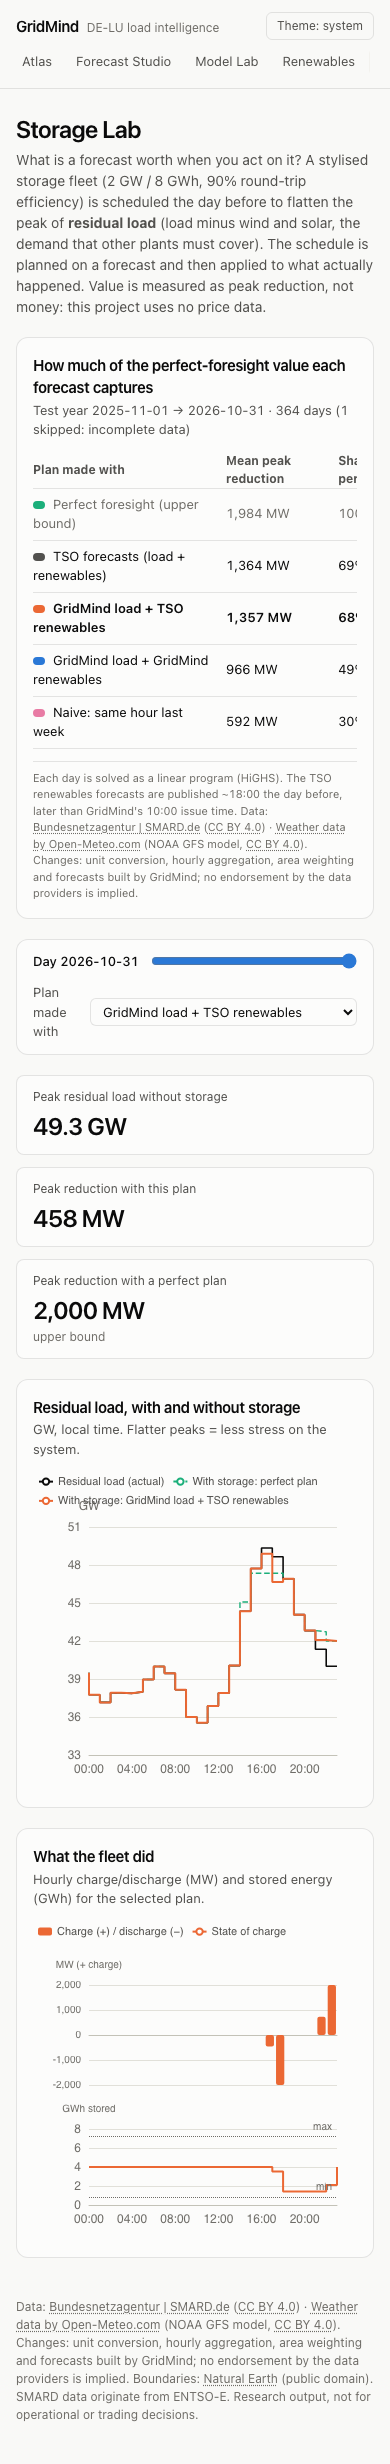 GridMind DE-LU load intelligence
Theme: system
Atlas Forecast Studio Model Lab Renewables
Storage Lab
What is a forecast worth when you act on it? A stylised
storage fleet (2 GW / 8 GWh, 90% round-trip
efficiency) is scheduled the day before to flatten the
peak of residual load (load minus wind and solar, the
demand that other plants must cover). The schedule is
planned on a forecast and then applied to what actually
happened. Value is measured as peak reduction, not
money: this project uses no price data.
How much of the perfect-foresight value each
forecast captures
Test year 2025-11-01 → 2026-10-31 · 364 days (1
skipped: incomplete data)
Plan made with
Mean peak
reduction
Perfect foresight (upper
bound)
1,984 MW
TSO forecasts (load +
renewables)
1,364 MW 69%
GridMind load + TSO
renewables
1,357 MW 68%
GridMind load + GridMind
renewables
966 MW 49%
Naive: same hour last
week
592 MW 30%
Each day is solved as a linear program (HiGHS). The TSO
renewables forecasts are published ~18:00 the day before,
later than GridMind's 10:00 issue time. Data:
Bundesnetzagentur | SMARD.de (CC BY 4.0) · Weather data
by Open-Meteo.com (NOAA GFS model, CC BY 4.0).
Changes: unit conversion, hourly aggregation, area weighting
and forecasts built by GridMind; no endorsement by the data
providers is implied.
Day 2026-10-31
Plan
made
with
GridMind load + TSO renewables
Peak residual load without storage
49.3 GW
Peak reduction with this plan
458 MW
Peak reduction with a perfect plan
2,000 MW
upper bound
Residual load, with and without storage
GW, local time. Flatter peaks = less stress on the
system.
Residual load (actual) With storage: perfect plan
With storage: GridMind load + TSO renewables
GW
51
48
45
42
39
36
33
00:00 04:00 08:00 12:00 16:00 20:00
What the fleet did
Hourly charge/discharge (MW) and stored energy
(GWh) for the selected plan.
Charge (+) / discharge (−) State of charge
MW (+ charge)
2,000
1,000
0
-1,000
-2,000
GWh stored
8
max
6
4
2
min
0
00:00 04:00 08:00 12:00 16:00 20:00
Data: Bundesnetzagentur | SMARD.de (CC BY 4.0) · Weather
data by Open-Meteo.com (NOAA GFS model, CC BY 4.0).
Changes: unit conversion, hourly aggregation, area weighting
and forecasts built by GridMind; no endorsement by the data
providers is implied. Boundaries: Natural Earth (public domain).
SMARD data originate from ENTSO-E. Research output, not for
operational or trading decisions.